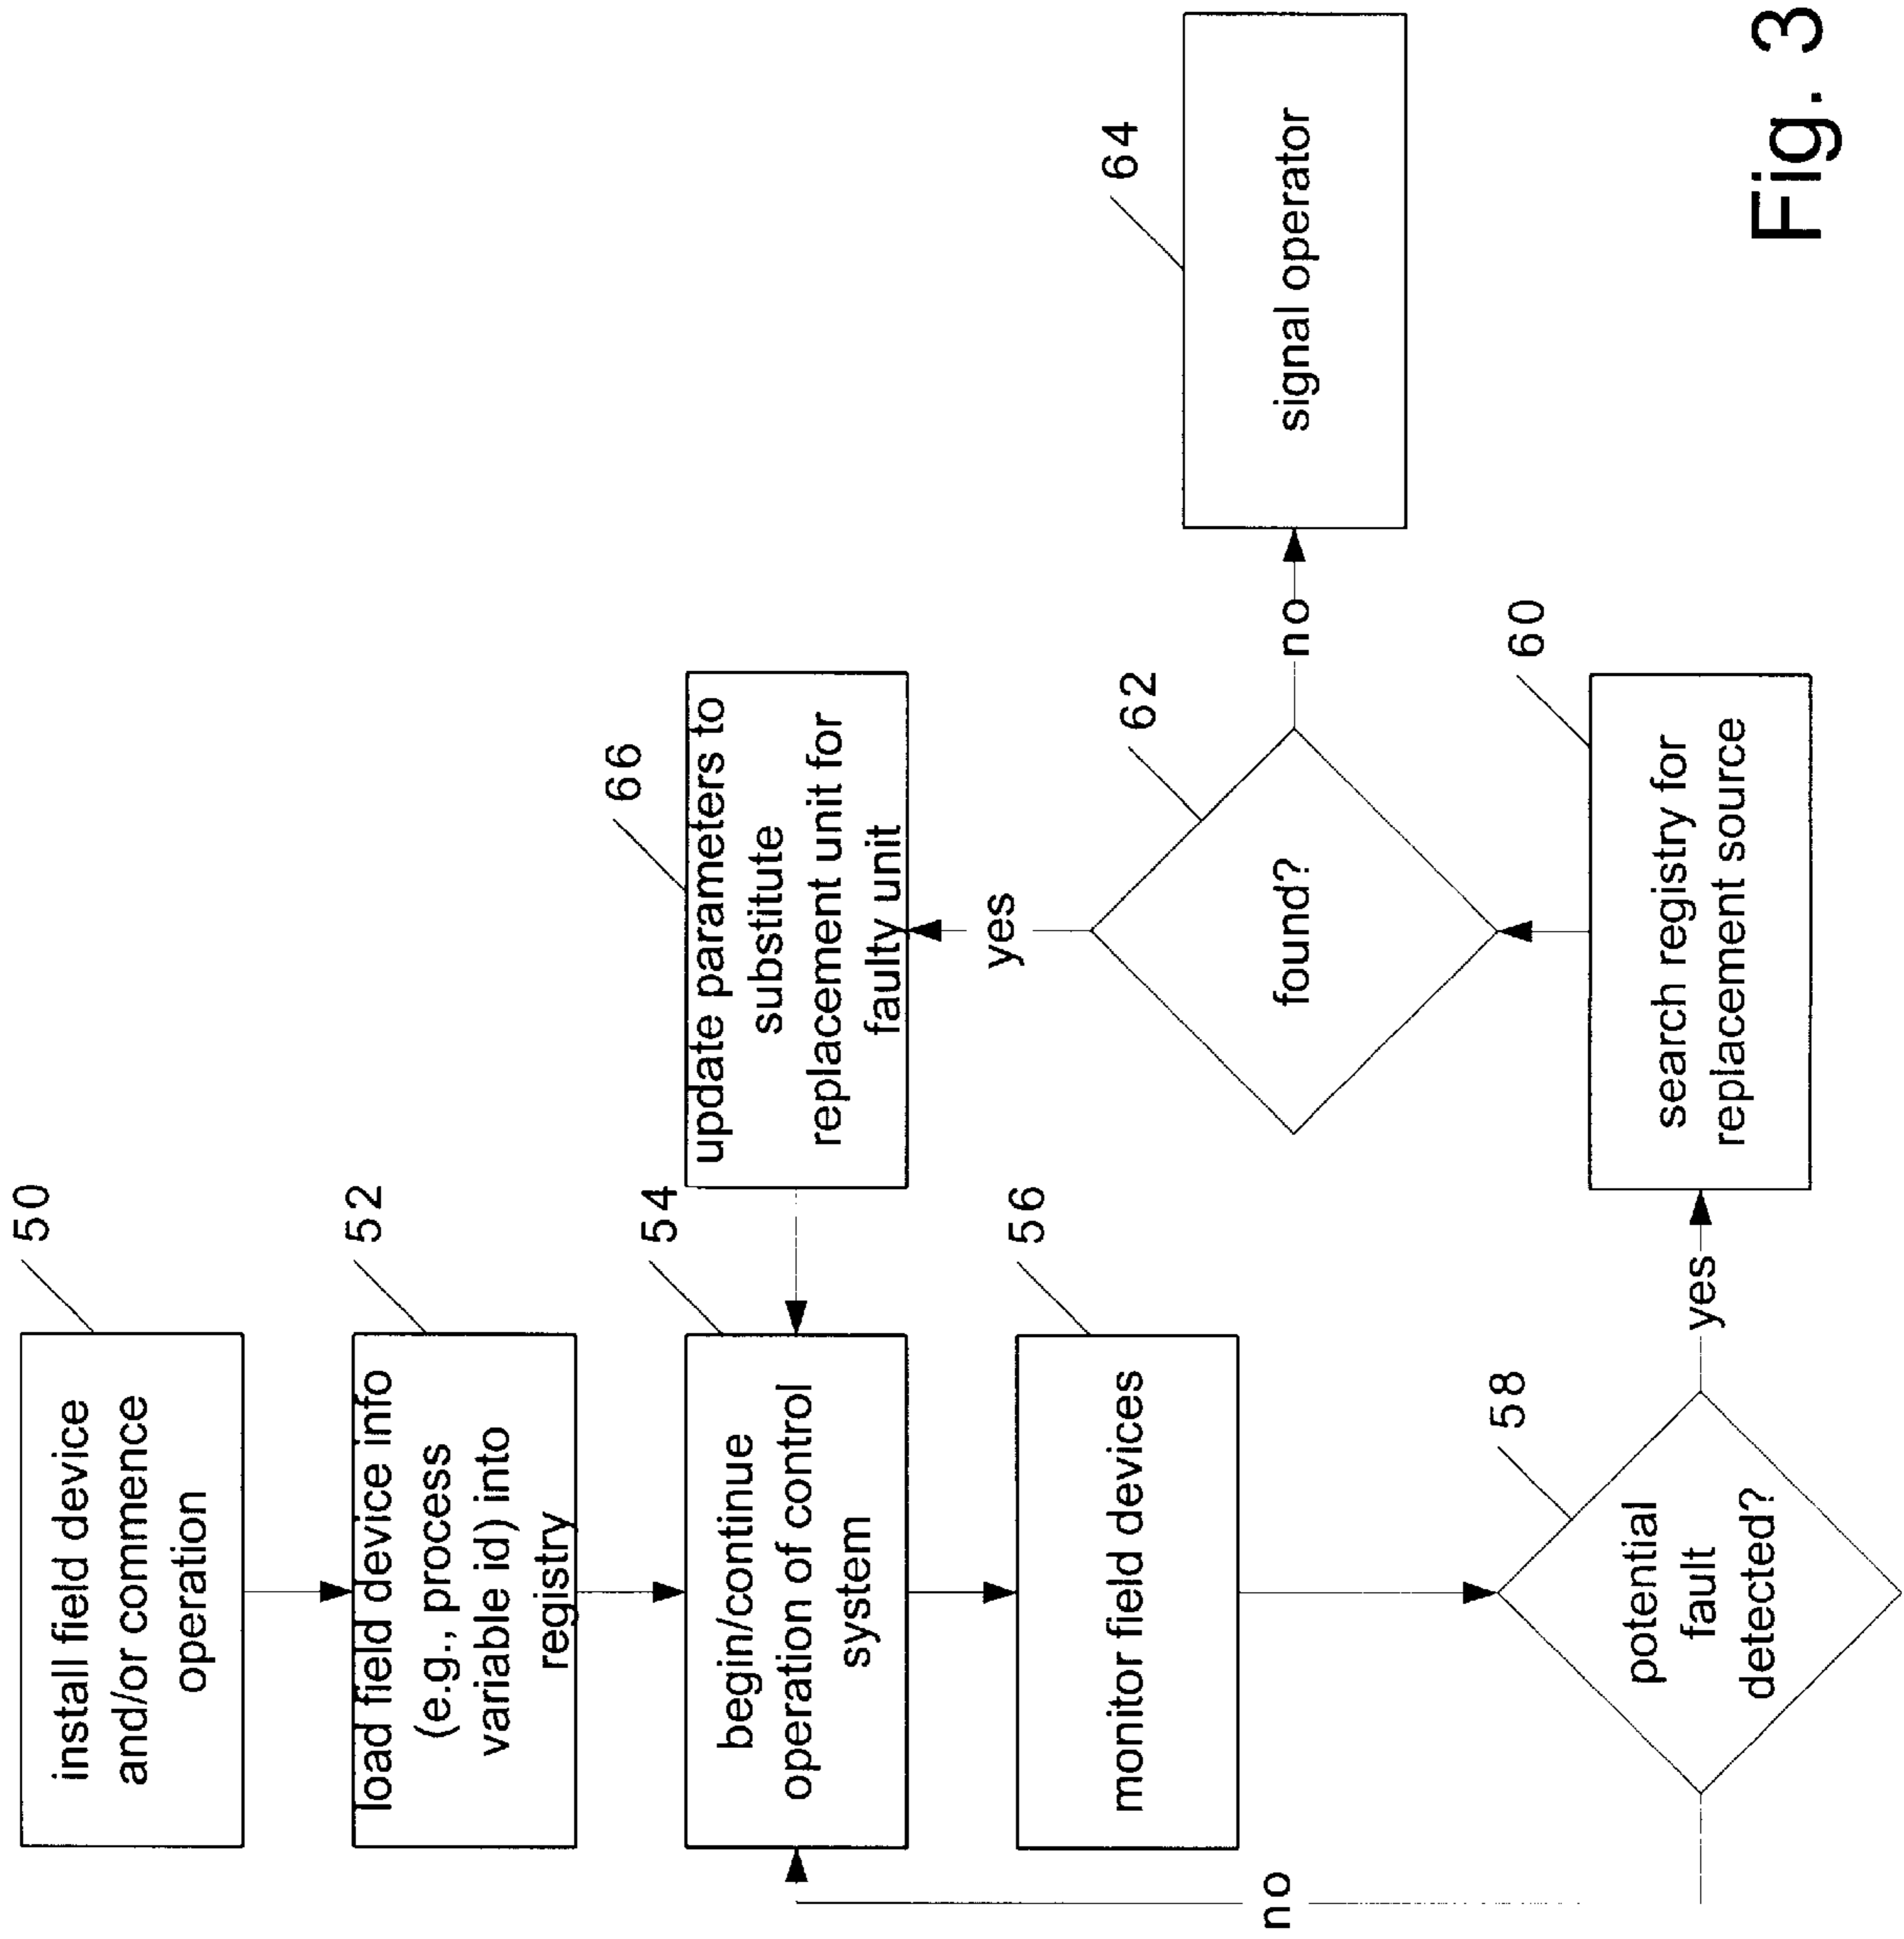 50
install field device
and/or commence
operation
52
load field device info
(e.g., process
variable id) into
registry
54
begin/continue
operation of control
system
56
monitor field devices
58
potential
fault
detected?
no
yes
60
search registry for
replacement source
62
found?
no
64
signal operator
yes
66
update parameters to
substitute
replacement unit for
faulty unit
Fig. 3